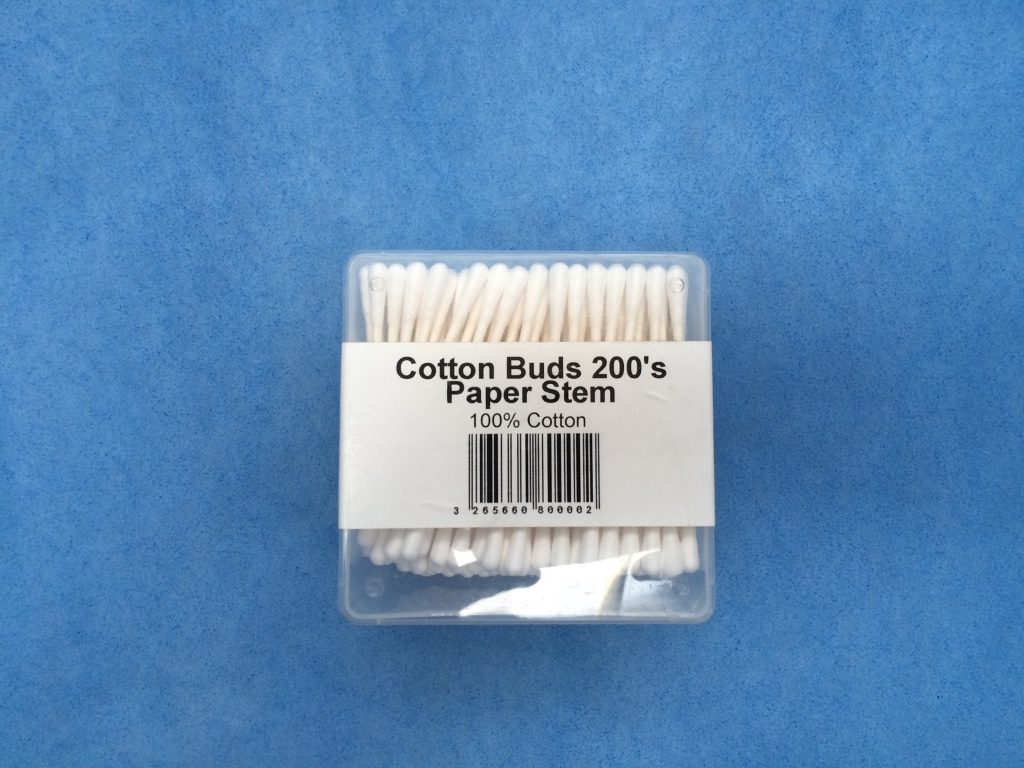 Cotton Buds 200's
Paper Stem
100% Cotton
3 265660 800002